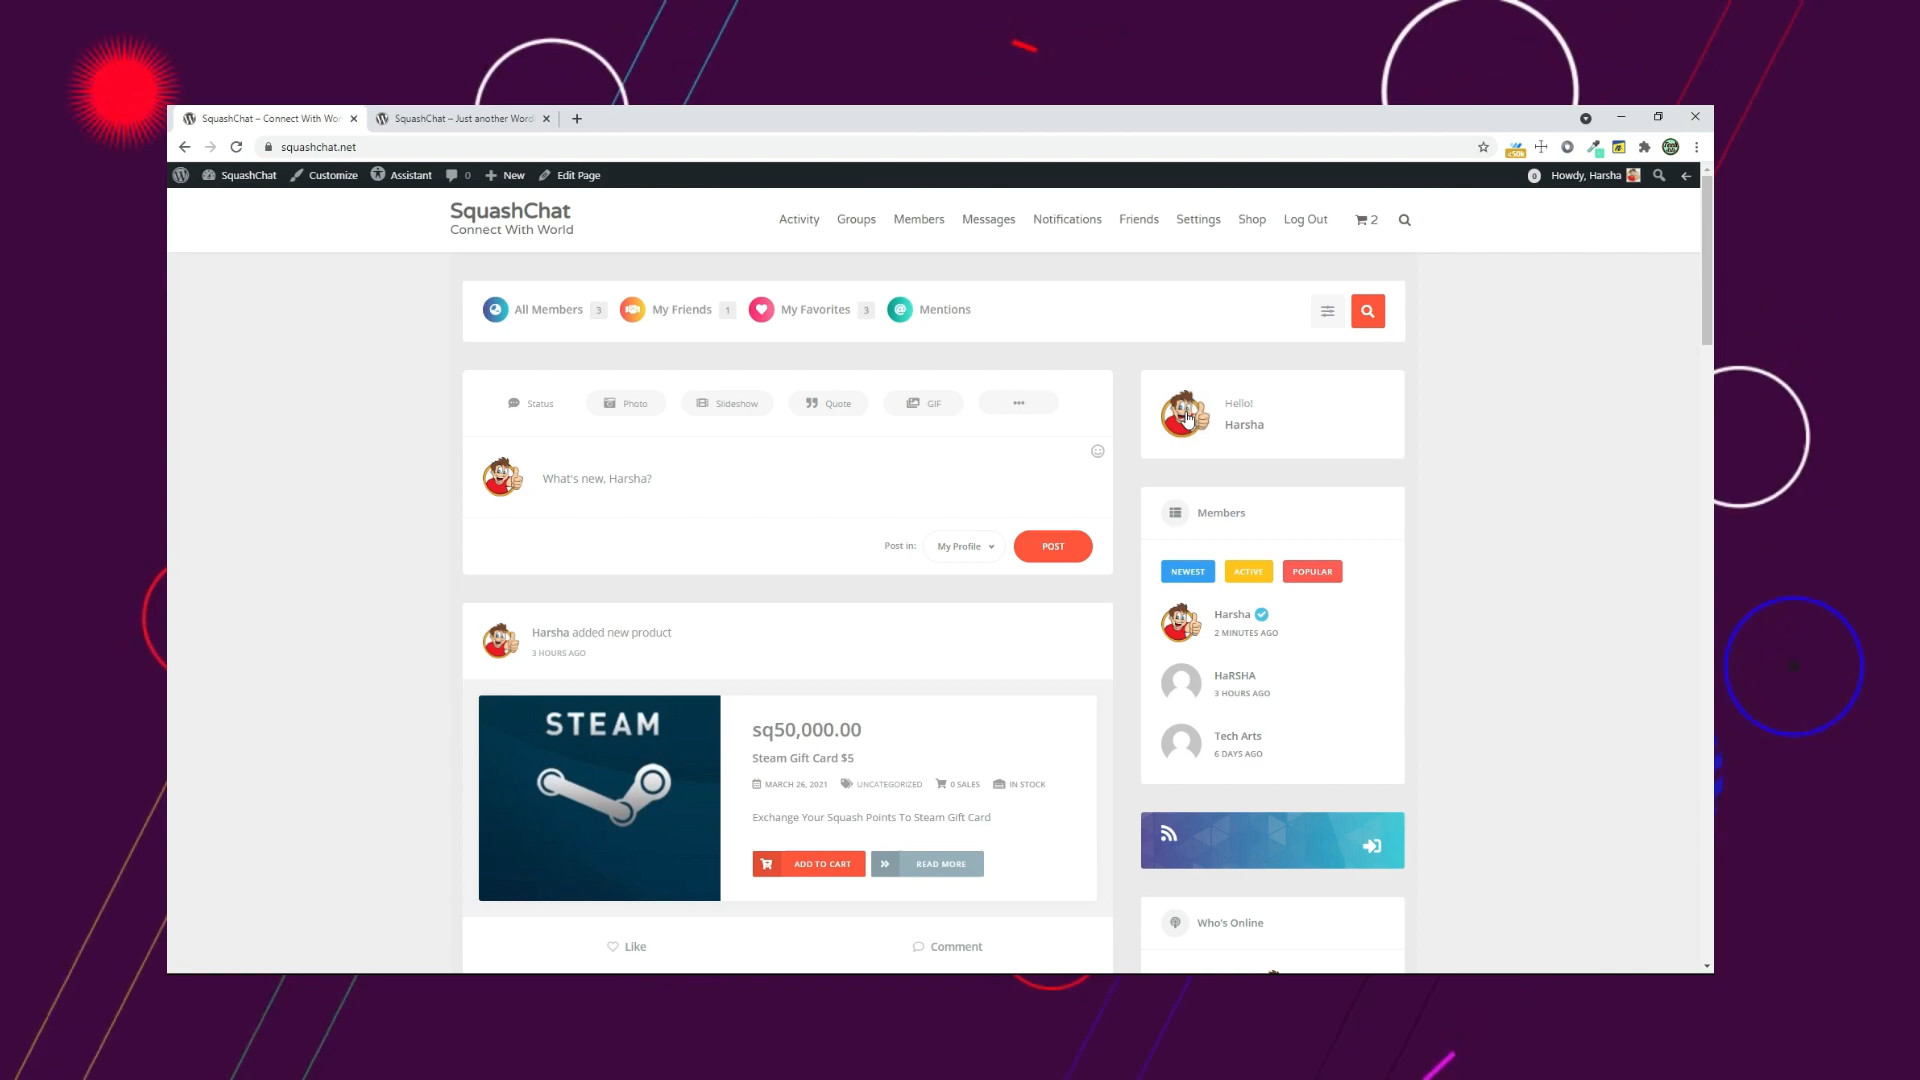 SquashChat – Connect With Wor
SquashChat – Just another Word
squashchat.net
SquashChat
Customize
Assistant
0
New
Edit Page
0
Howdy, Harsha
SquashChat
Connect With World
Activity
Groups
Members
Messages
Notifications
Friends
Settings
Shop
Log Out
2
All Members 3
My Friends 1
My Favorites 3
Mentions
Status
Photo
Slideshow
Quote
GIF
What's new, Harsha?
Post in:
My Profile
POST
Hello!
Harsha
Members
NEWEST
ACTIVE
POPULAR
Harsha
2 MINUTES AGO
HaRSHA
3 HOURS AGO
Tech Arts
6 DAYS AGO
Harsha added new product
3 HOURS AGO
STEAM
sq50,000.00
Steam Gift Card $5
MARCH 26, 2021
UNCATEGORIZED
0 SALES
IN STOCK
Exchange Your Squash Points To Steam Gift Card
ADD TO CART
READ MORE
Like
Comment
Who's Online